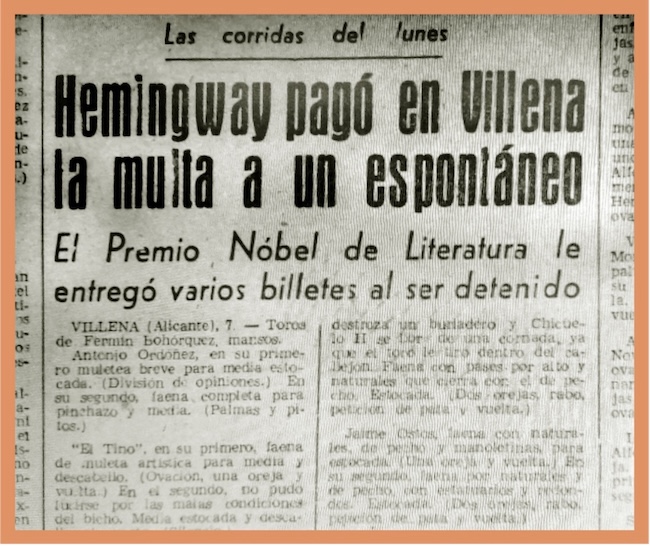 Las corridas del lunes
Hemingway pagó en Villena
la multa a un espontáneo
El Premio Nóbel de Literatura le
entregó varios billetes al ser detenido
VILLENA (Alicante), 7. — Toros
de Fermín Bohórquez, mansos.
Antonio Ordóñez, en su prime-
ro muletea breve para media esto-
cada. (División de opiniones.) En
su segundo, faena completa para
pinchazo y media. (Palmas y pi-
tos.)
"El Tino", en su primero, faena
de muleta artística para media y
descabello. (Ovación, una oreja y
vuelta.) En el segundo, no pudo
lucirse por las malas condiciones
del bicho. Media estocada y desca-
destroza un burladero y Chicue-
lo II se libró de una cornada, ya
que el toro le tiró dentro del ca-
llejón. Faena con pases por alto y
naturales que cierra con el de pe-
cho. Estocada. (Dos orejas, rabo,
petición de pata y vuelta.)
Jaime Ostos, faena con natura-
les, de pecho y manoletinas, para
estocada. (Una oreja y vuelta.) En
su segundo, faena por naturales y
de pecho, con estatuarios y redon-
dos. Estocada. (Dos orejas, rabo,
petición de pata y vuelta.)